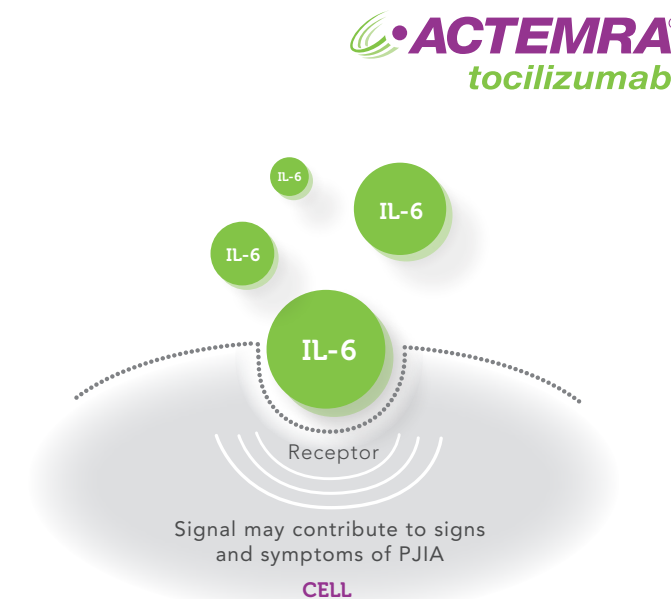 ACTEMRA
tocilizumab
IL-6
IL-6
IL-6
IL-6
Receptor
Signal may contribute to signs
and symptoms of PJIA
CELL